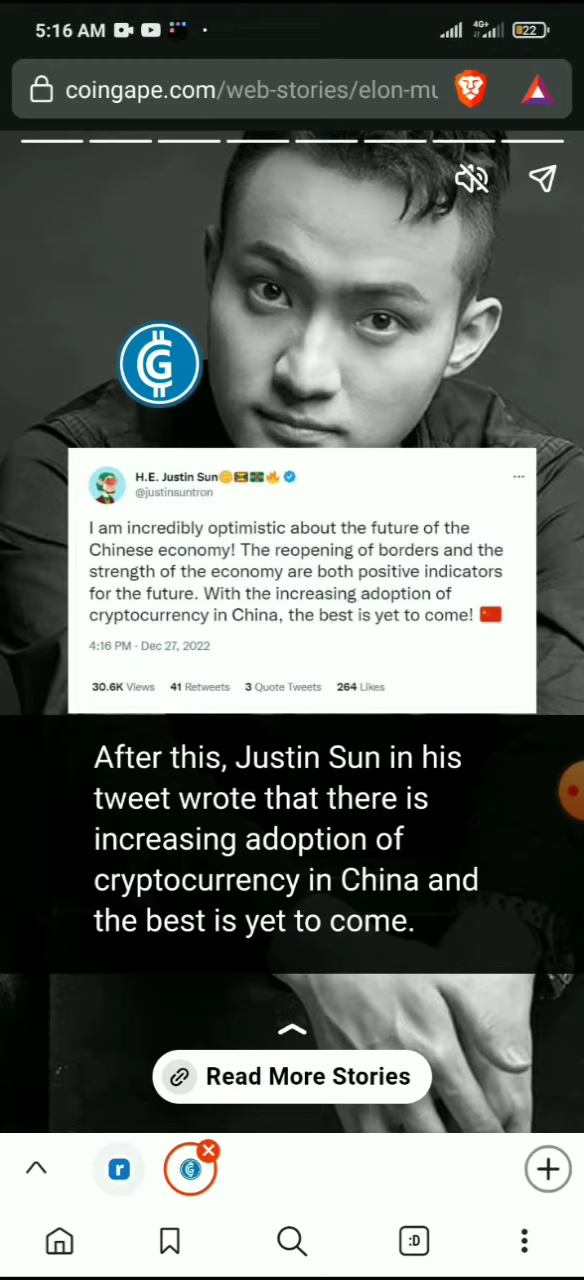 5:16 AM
4G+
22
coingape.com/web-stories/elon-mu
G
H.E. Justin Sun
@justinsuntron
I am incredibly optimistic about the future of the
Chinese economy! The reopening of borders and the
strength of the economy are both positive indicators
for the future. With the increasing adoption of
cryptocurrency in China, the best is yet to come! 🇨🇳
4:16 PM · Dec 27, 2022
30.6K Views 41 Retweets 3 Quote Tweets 264 Likes
After this, Justin Sun in his
tweet wrote that there is
increasing adoption of
cryptocurrency in China and
the best is yet to come.
Read More Stories
r
G
:D